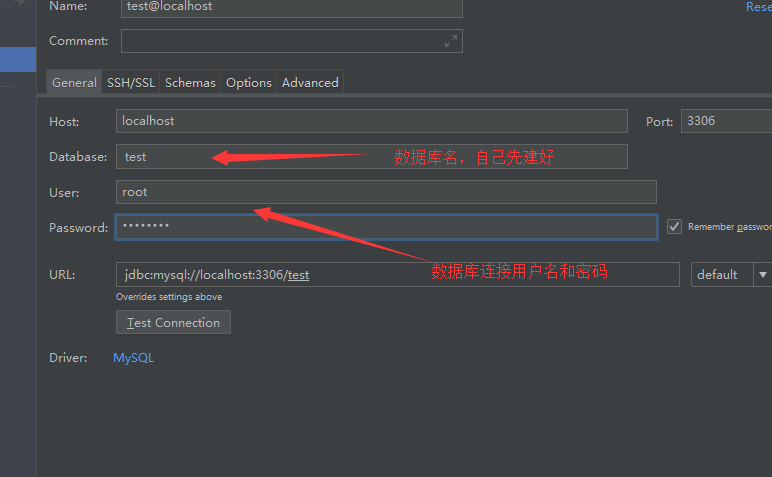 Name: test@localhost
Rese
Comment:
General SSH/SSL Schemas Options Advanced
Host: localhost Port: 3306
Database: test 数据库名，自己先建好
User: root
Password: •••••••• Remember passwor
URL: jdbc:mysql://localhost:3306/test default
数据库连接用户名和密码
Overrides settings above
Test Connection
Driver: MySQL